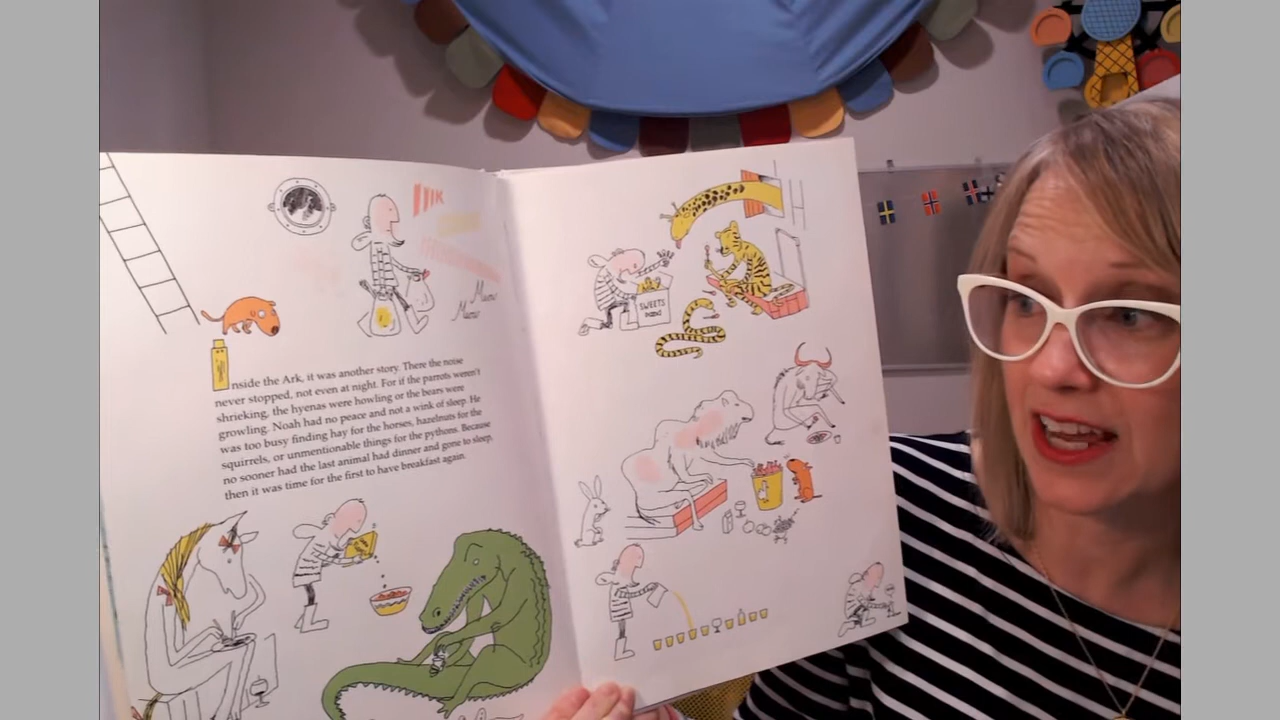 Mum
Mum
Inside the Ark, it was another story. There the noise
never stopped, not even at night. For if the parrots weren't
shrieking, the hyenas were howling or the bears were
growling. Noah had no peace and not a wink of sleep. He
was too busy finding hay for the horses, hazelnuts for the
squirrels, or unmentionable things for the pythons. Because
no sooner had the last animal had dinner and gone to sleep,
then it was time for the first to have breakfast again.
SWEETS